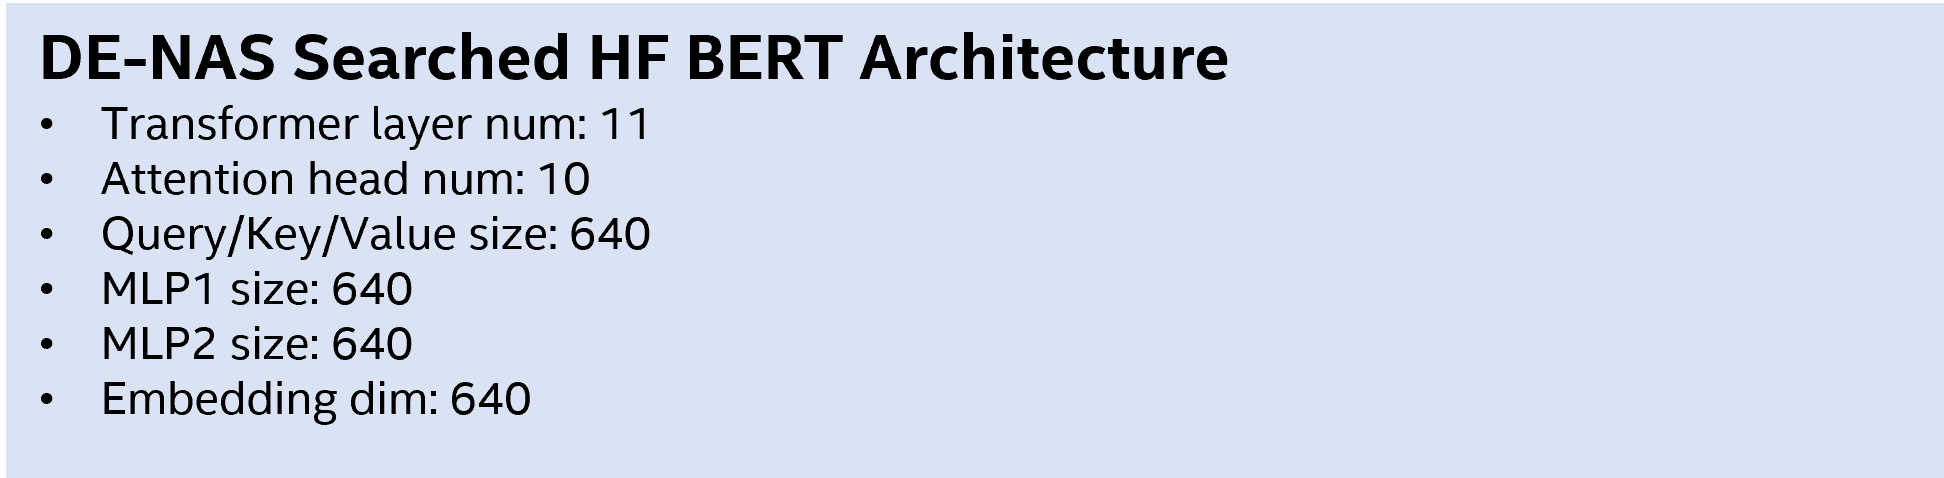 DE-NAS Searched HF BERT Architecture
• Transformer layer num: 11
• Attention head num: 10
• Query/Key/Value size: 640
• MLP1 size: 640
• MLP2 size: 640
• Embedding dim: 640